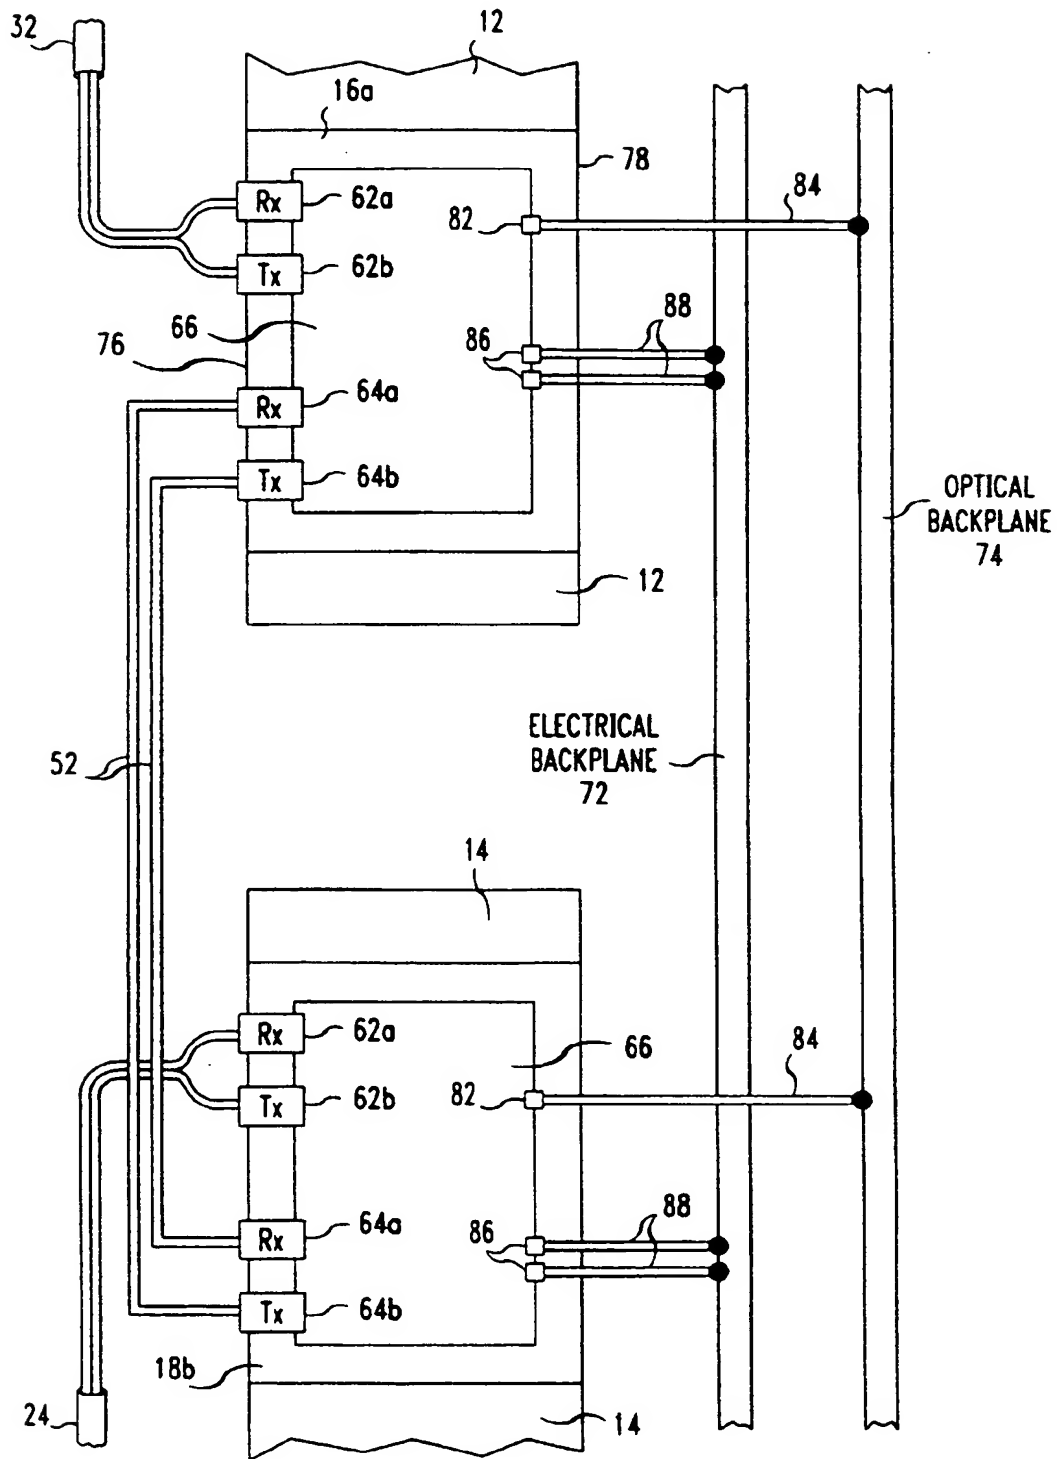 32
12
16a
78
Rx
62a
82
84
Tx
62b
66
76
86
88
Rx
64a
Tx
64b
OPTICAL
BACKPLANE
74
12
52
ELECTRICAL
BACKPLANE
72
14
Rx
62a
66
84
82
Tx
62b
88
Rx
64a
86
Tx
64b
18b
24
14